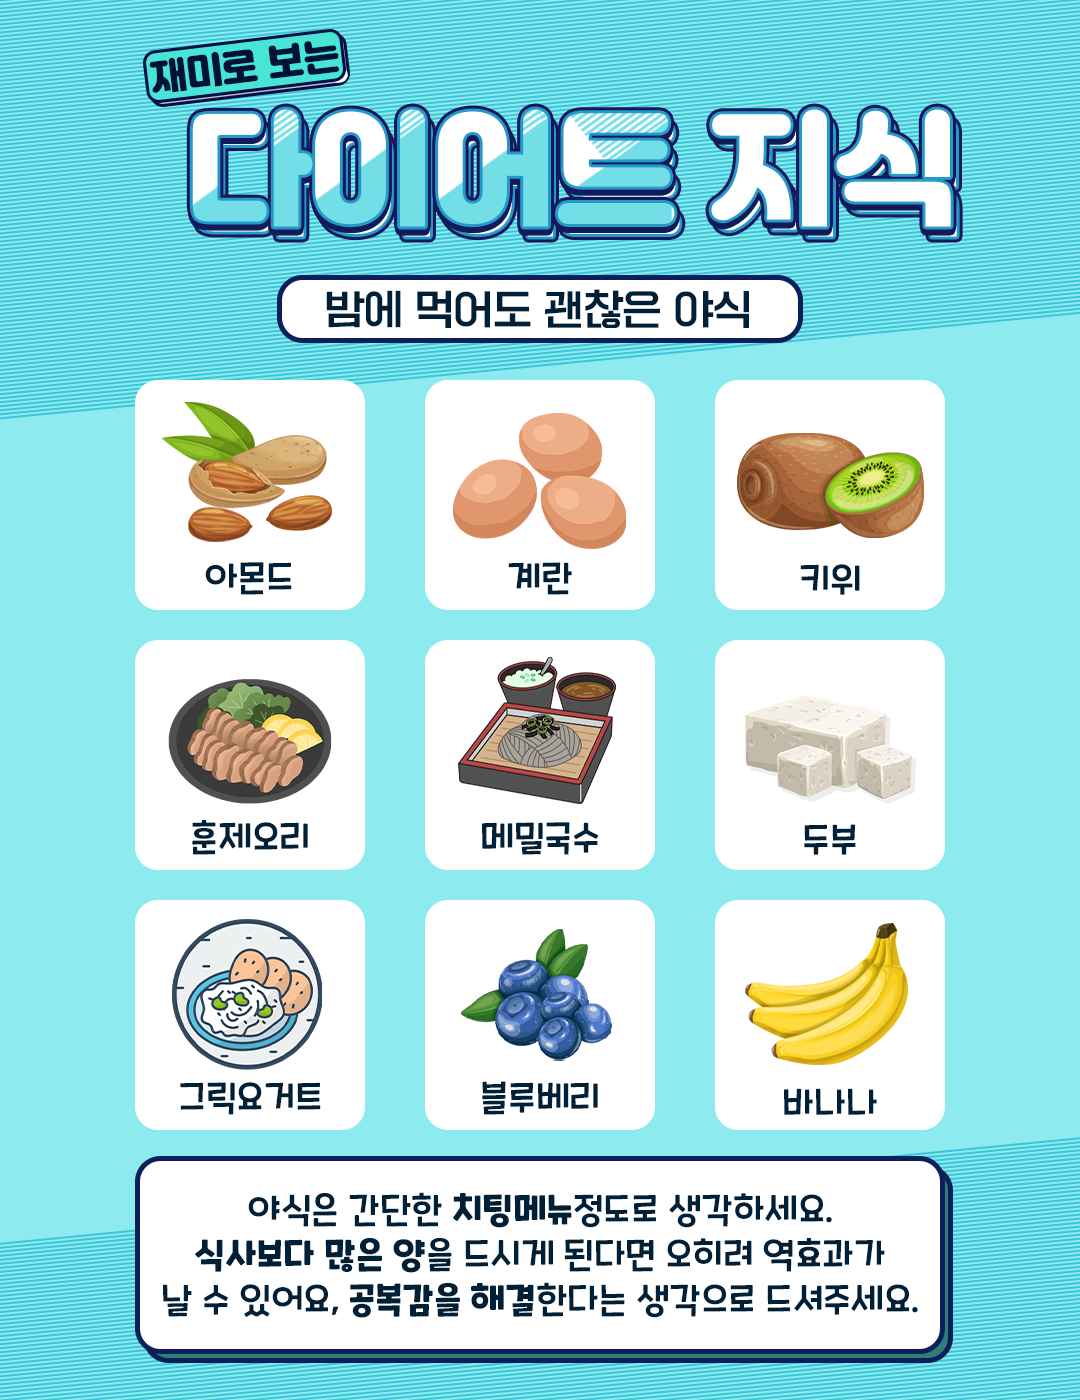 재미로 보는
다이어트 지식
밤에 먹어도 괜찮은 야식
아몬드
계란
키위
훈제오리
메밀국수
두부
그릭요거트
블루베리
바나나
야식은 간단한 치팅메뉴정도로 생각하세요.
식사보다 많은 양을 드시게 된다면 오히려 역효과가
날 수 있어요, 공복감을 해결한다는 생각으로 드셔주세요.